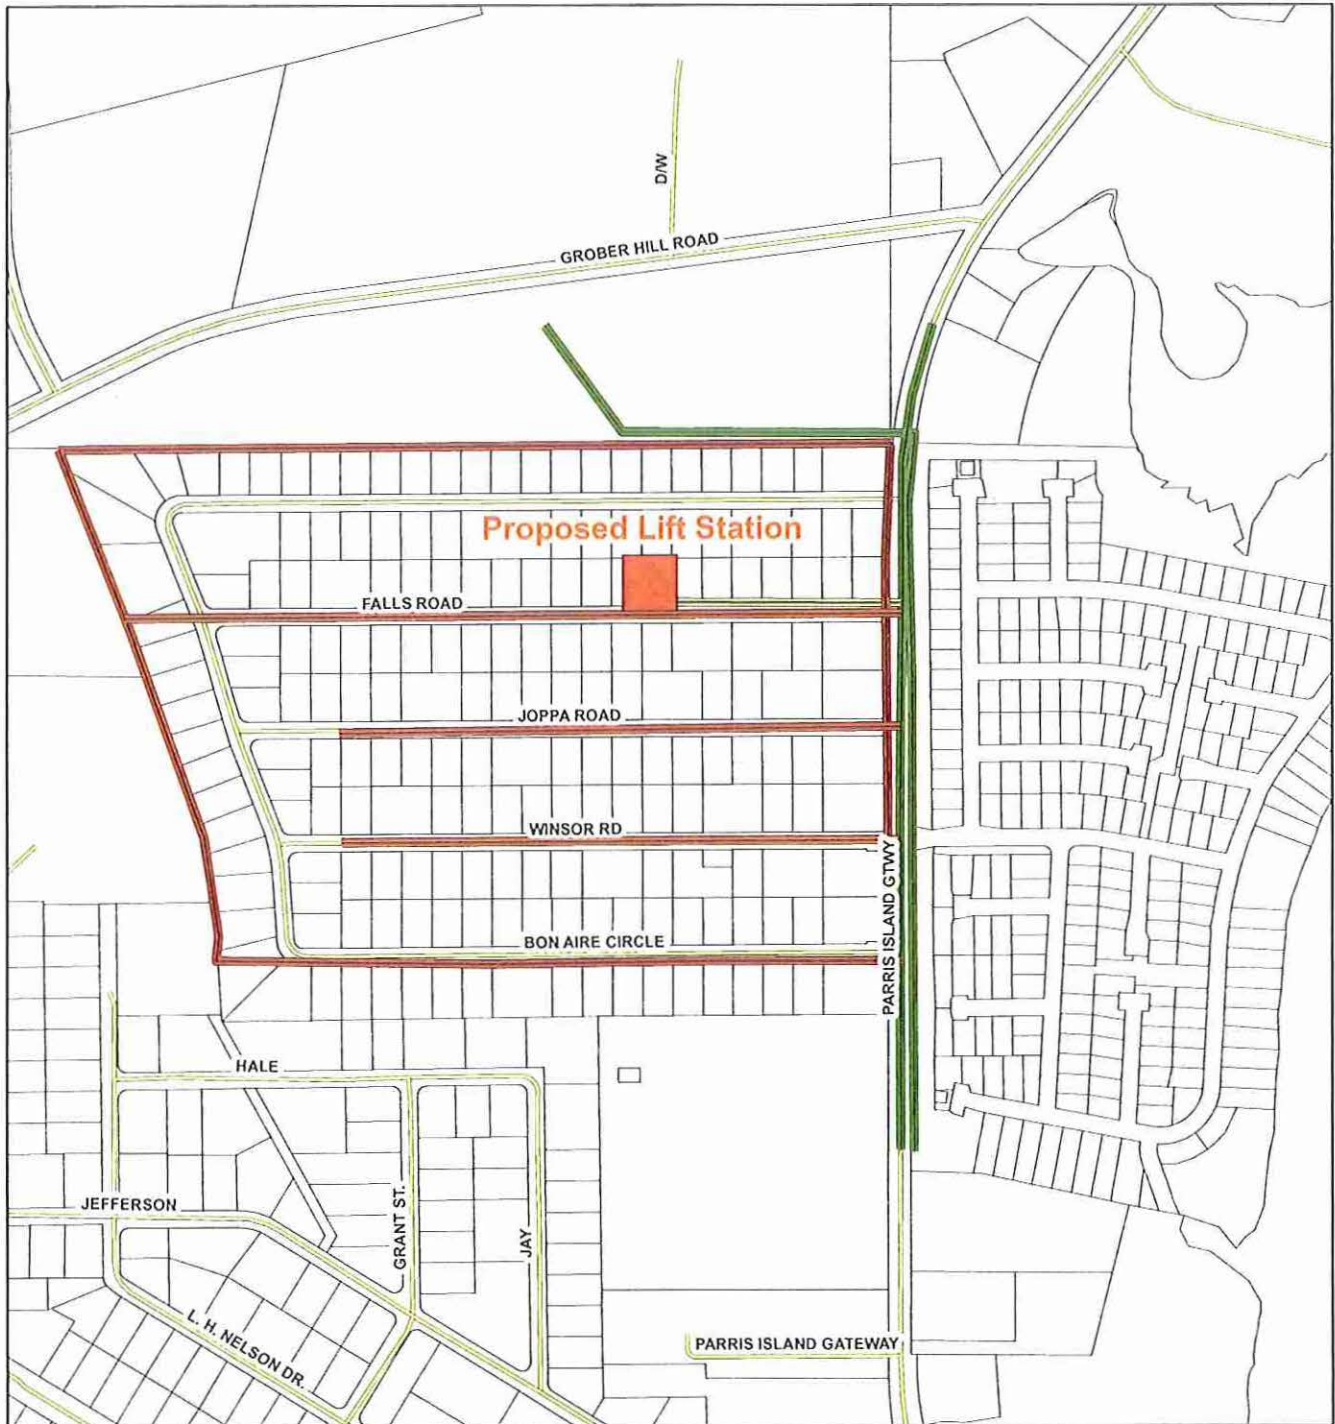 D/W
GROBER HILL ROAD
Proposed Lift Station
FALLS ROAD
JOPPA ROAD
WINSOR RD
PARRIS ISLAND GTWY
BON AIRE CIRCLE
HALE
JEFFERSON
GRANT ST.
JAY
L. H. NELSON DR.
PARRIS ISLAND GATEWAY